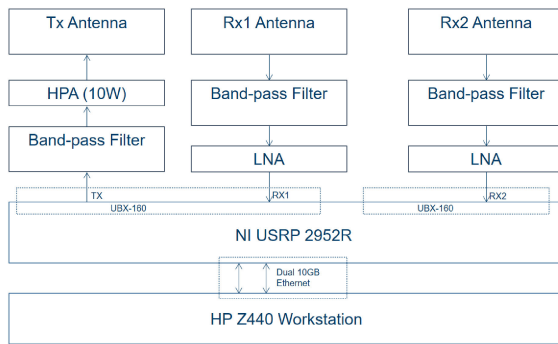 Tx Antenna
Rx1 Antenna
Rx2 Antenna
HPA (10W)
Band-pass Filter
Band-pass Filter
Band-pass Filter
LNA
LNA
TX
RX1
RX2
UBX-160
UBX-160
NI USRP 2952R
Dual 10GB
Ethernet
HP Z440 Workstation